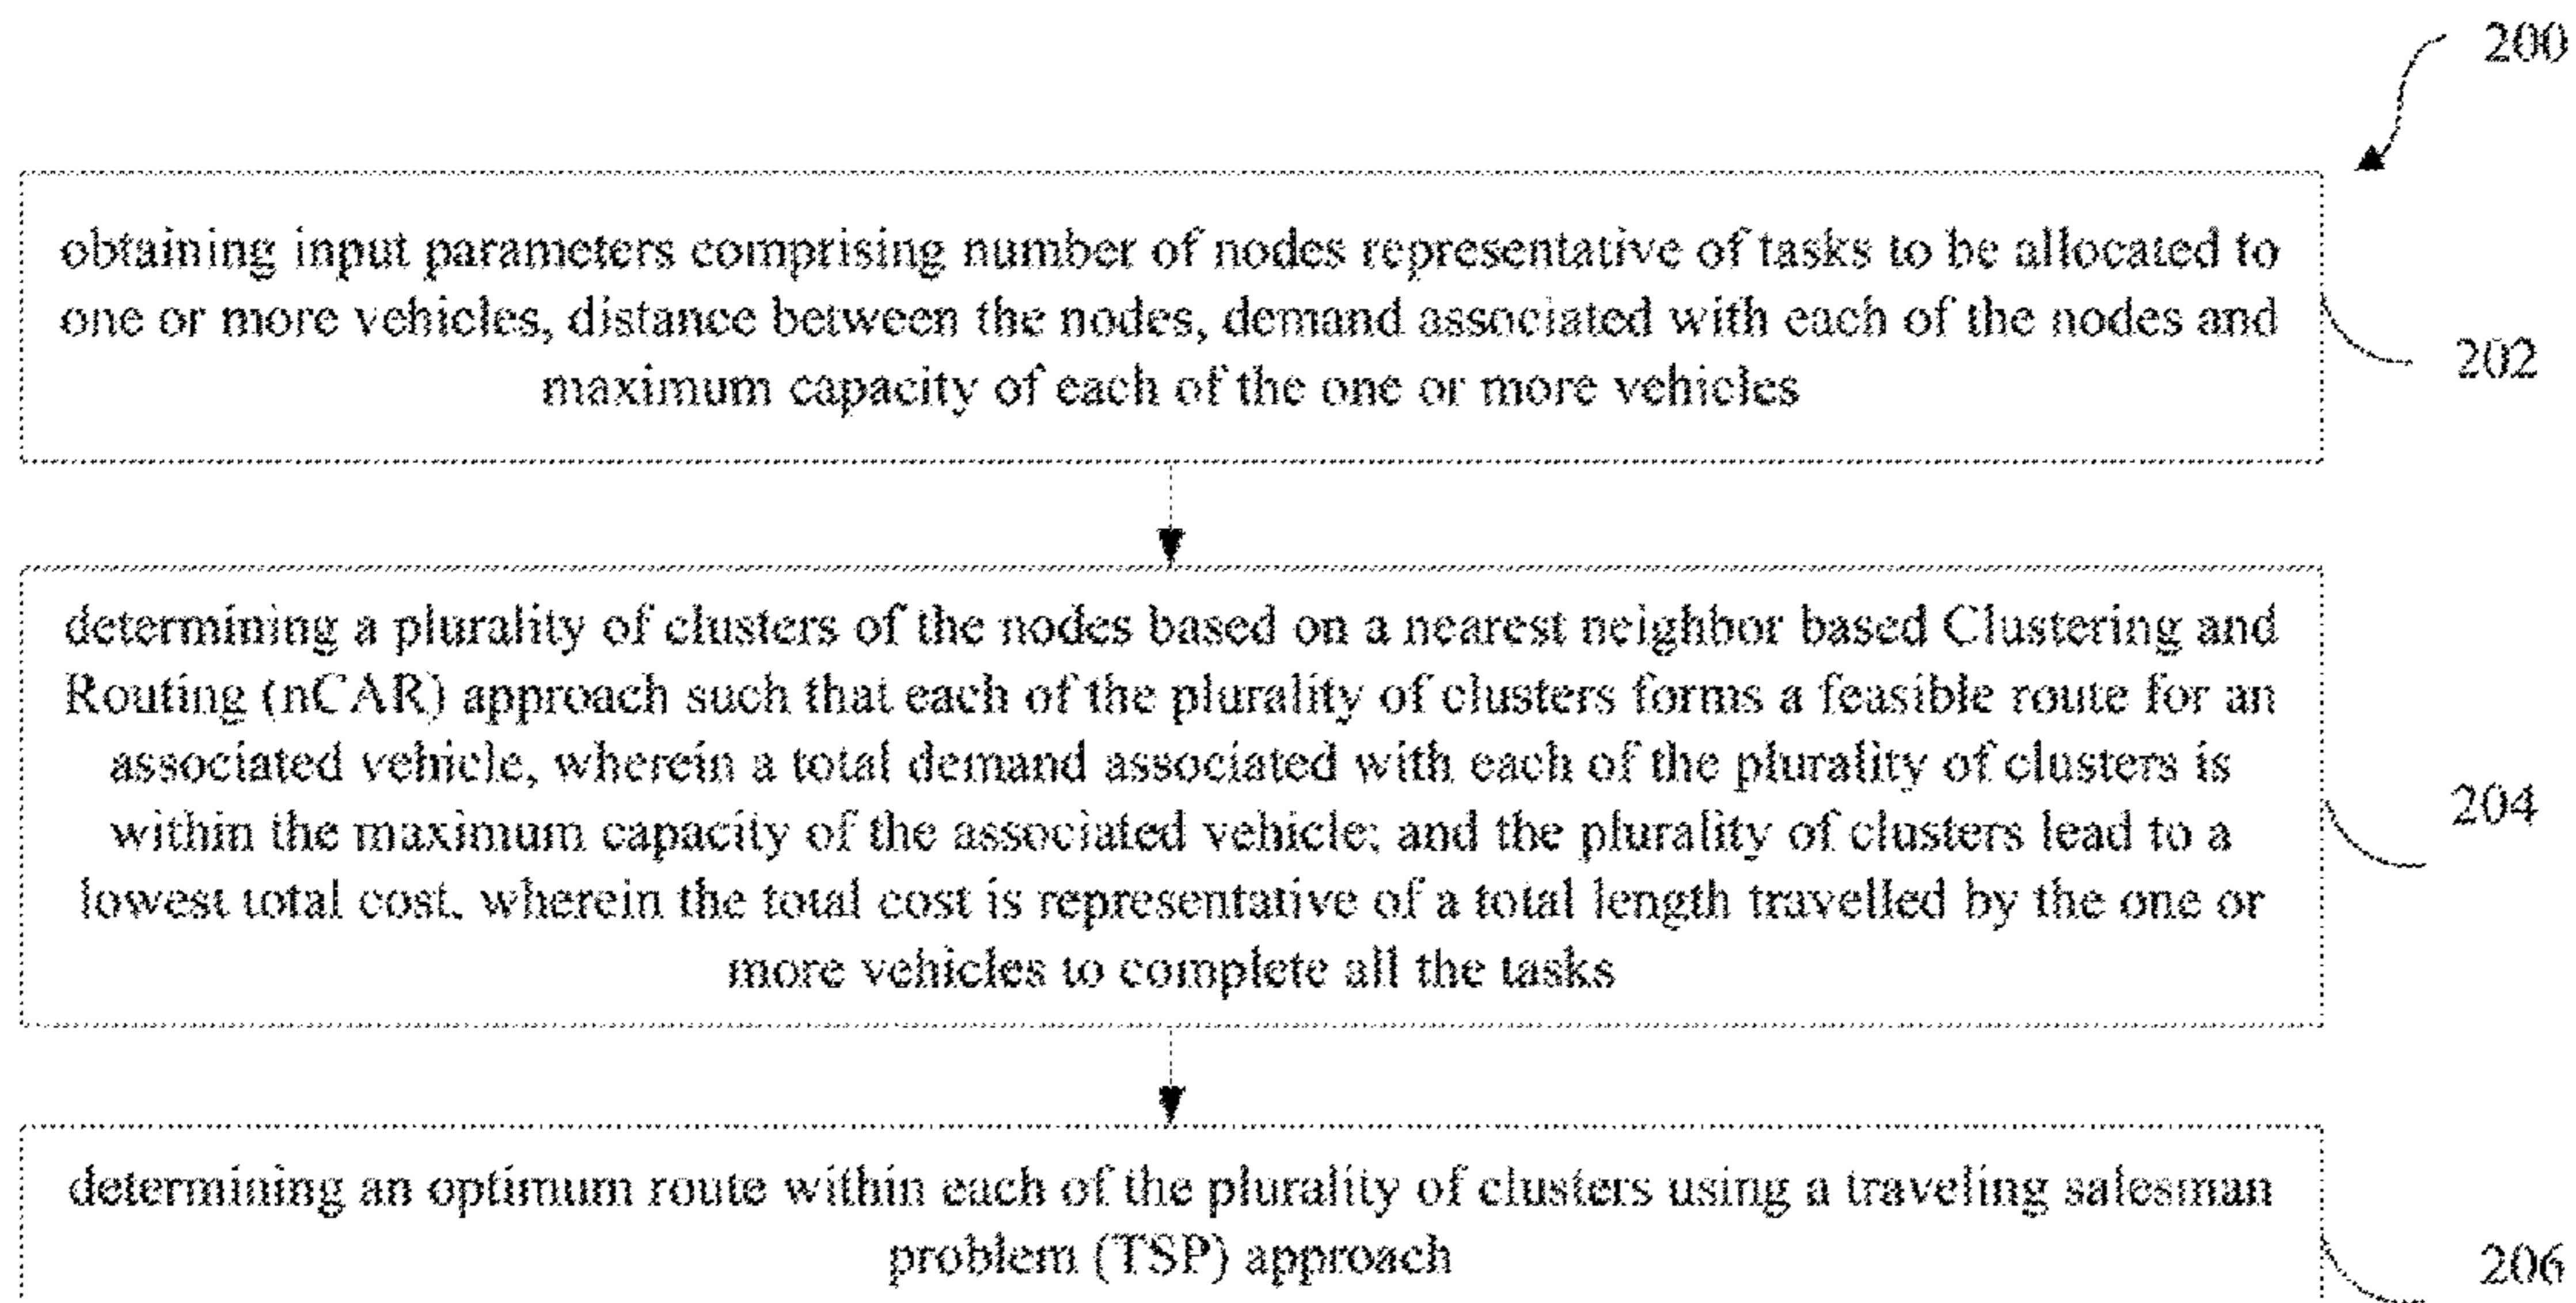 200
obtaining input parameters comprising number of nodes representative of tasks to be allocated to
one or more vehicles, distance between the nodes, demand associated with each of the nodes and
maximum capacity of each of the one or more vehicles
202
determining a plurality of clusters of the nodes based on a nearest neighbor based Clustering and
Routing (nCAR) approach such that each of the plurality of clusters forms a feasible route for an
associated vehicle, wherein a total demand associated with each of the plurality of clusters is
within the maximum capacity of the associated vehicle; and the plurality of clusters lead to a
lowest total cost, wherein the total cost is representative of a total length travelled by the one or
more vehicles to complete all the tasks
204
determining an optimum route within each of the plurality of clusters using a traveling salesman
problem (TSP) approach
206